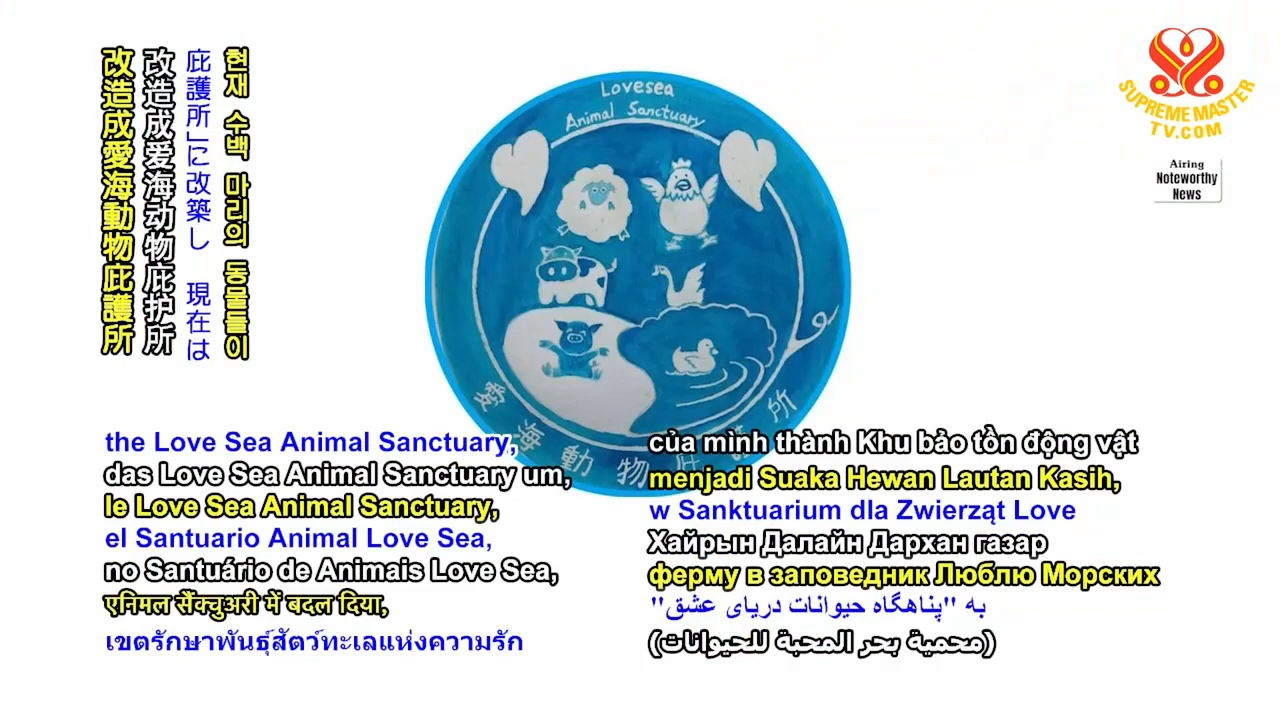 改造成愛海動物庇護所
改造成爱海动物庇护所
庇護所」に改築し 現在は
현재 수백 마리의 동물들이
Lovesea
Animal Sanctuary
愛海動物庇護所
SUPREME MASTER
TV.COM
Airing
Noteworthy
News
the Love Sea Animal Sanctuary,
das Love Sea Animal Sanctuary um,
le Love Sea Animal Sanctuary,
el Santuario Animal Love Sea,
no Santuário de Animais Love Sea,
एनिमल सैंक्चुअरी में बदल दिया,
เขตรักษาพันธุ์สัตว์ทะเลแห่งความรัก
của mình thành Khu bảo tồn động vật
menjadi Suaka Hewan Lautan Kasih,
w Sanktuarium dla Zwierząt Love
Хайрын Далайн Дархан газар
ферму в заповедник Люблю Морских
به "پناهگاه حیوانات دریای عشق"
(محمية بحر المحبة للحيوانات)